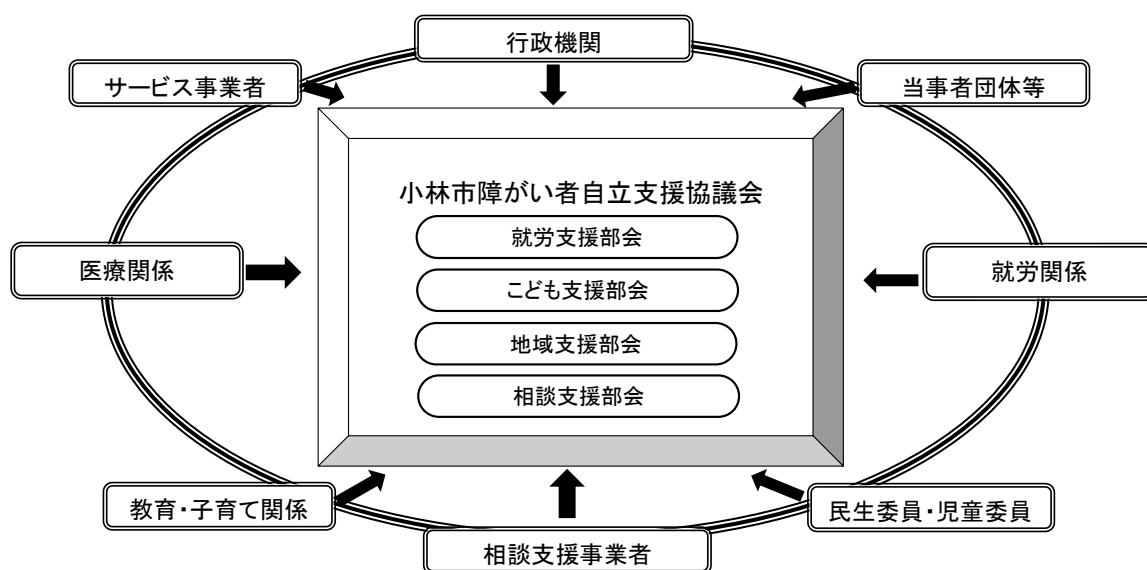 行政機関
サービス事業者
当事者団体等
小林市障がい者自立支援協議会
就労支援部会
医療関係
就労関係
こども支援部会
地域支援部会
相談支援部会
教育・子育て関係
民生委員・児童委員
相談支援事業者